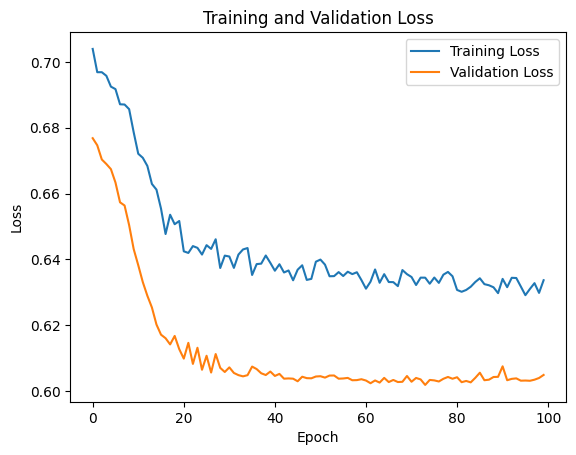 Training and Validation Loss
Training Loss
Validation Loss
0.70
0.68
0.66
0.64
0.62
0.60
Loss
0 20 40 60 80 100
Epoch